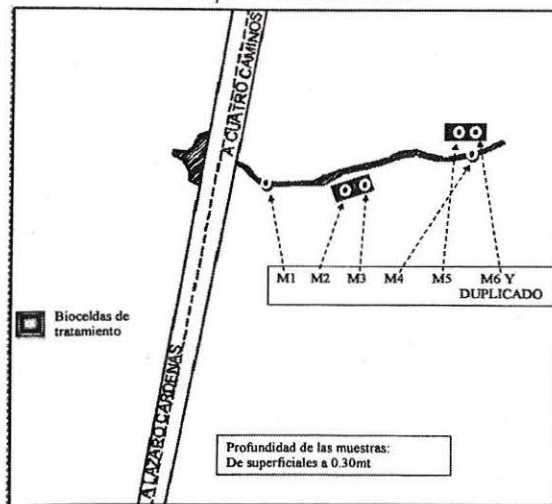 A CUATRO CAMINOS
M1 M2 M3 M4 M5 M6 Y
DUPLICADO
Bioceldas de
tratamiento
A LAZARO CARDENAS
Profundidad de las muestras:
De superficiales a 0.30mt